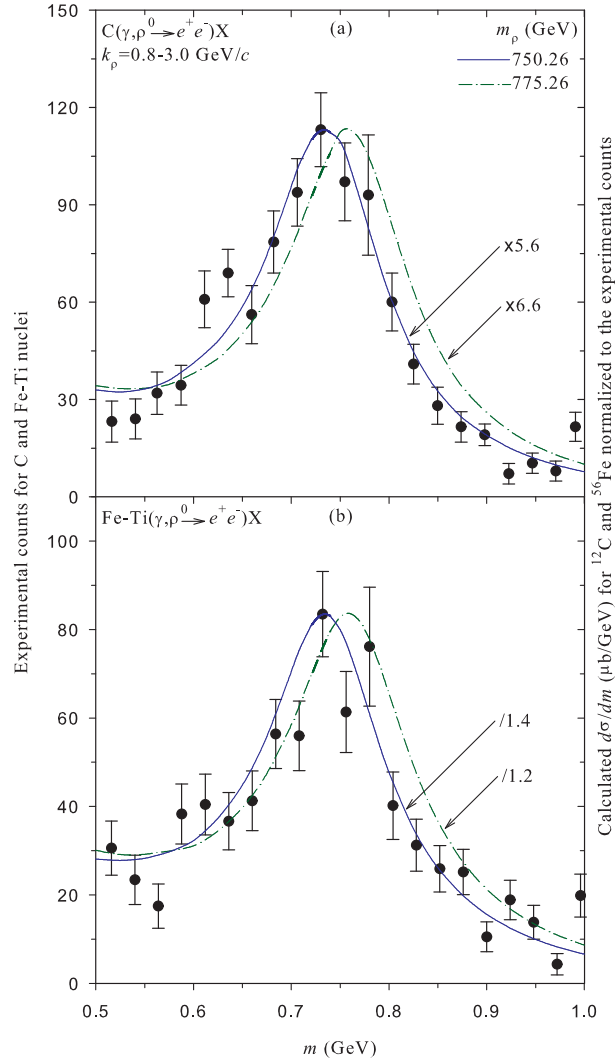 150
120
90
60
30
0
C(γ,ρ⁰→e⁺e⁻)X
k_ρ=0.8-3.0 GeV/c
(a)
m_ρ (GeV)
750.26
775.26
x5.6
x6.6
Experimental counts for C and Fe-Ti nuclei
Calculated dσ/dm (μb/GeV) for ¹²C and ⁵⁶Fe normalized to the experimental counts
Fe-Ti(γ,ρ⁰→e⁺e⁻)X
(b)
100
80
60
40
20
0
/1.4
/1.2
0.5 0.6 0.7 0.8 0.9 1.0
m (GeV)